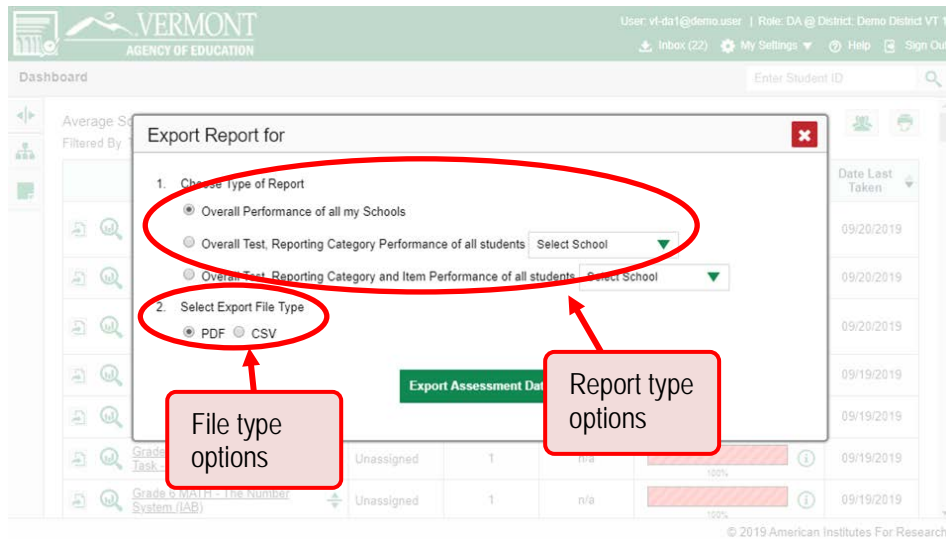 VERMONT
AGENCY OF EDUCATION
User: vt-da1@demo.user | Role: DA @ District: Demo District VT 1
Inbox (22) My Settings Help Sign Out
Dashboard
Enter Student ID
Average
Filtered By
Export Report for
Date Last
Taken
1. Choose Type of Report
Overall Performance of all my Schools
Overall Test, Reporting Category Performance of all students Select School
Overall Test, Reporting Category and Item Performance of all students Select School
2. Select Export File Type
PDF CSV
09/20/2019
09/20/2019
09/20/2019
09/19/2019
09/19/2019
Export Assessment
Report type
options
File type
options
Grade
Task - Unassigned 1 n/a 100% 09/19/2019
Grade 6 MATH - The Number
System (IAB) Unassigned 1 n/a 100% 09/19/2019
© 2019 American Institutes For Research